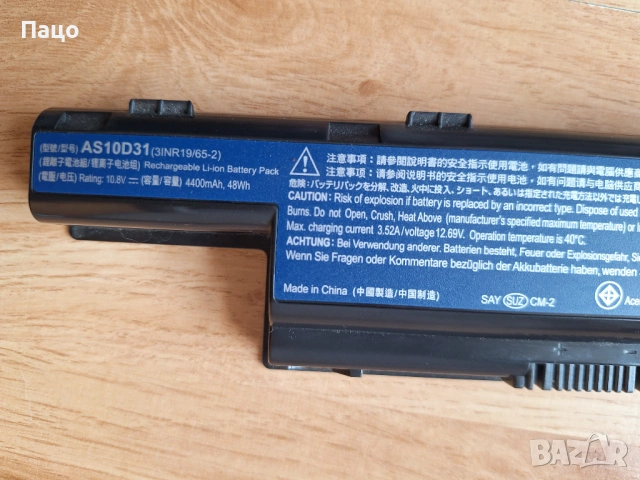 Пацо
(型號/型号) AS10D31 (3INR19/65-2)
(鋰離子電池組/锂离子电池组) Rechargeable Li-ion Battery Pack
(電壓/电压) Rating: 10.8V ⎓ (容量/容量) 4400mAh, 48Wh
注意事項: 請參閱說明書的安全指示使用電池, 如有問題請與電腦供應商
注意事项: 请参阅说明书的安全指示使用电池, 如有问题请与电脑供应
危険: バッテリパックを分解、改造、火中に投入、ショート、あるいは指定された充電方法以外で充電
CAUTION: Risk of explosion if battery is replaced by an incorrect type. Dispose of used
Burns. Do not Open, Crush, Heat Above (manufacturer's specified maximum temperature) or I
Max. charging current 3.52A/voltage 12.69V. Operation temperature is 40°C.
ACHTUNG: Bei Verwendung anderer. Batterien besteht, Feuer oder Explosionsgefahr, Siche
Wenden Sie Fragen oder Kommentare bezüglich der Akkubatterie haben, wenden
Made in China (中國製造/中国制造)
SAY SUZ CM-2
Ace
BAZAR